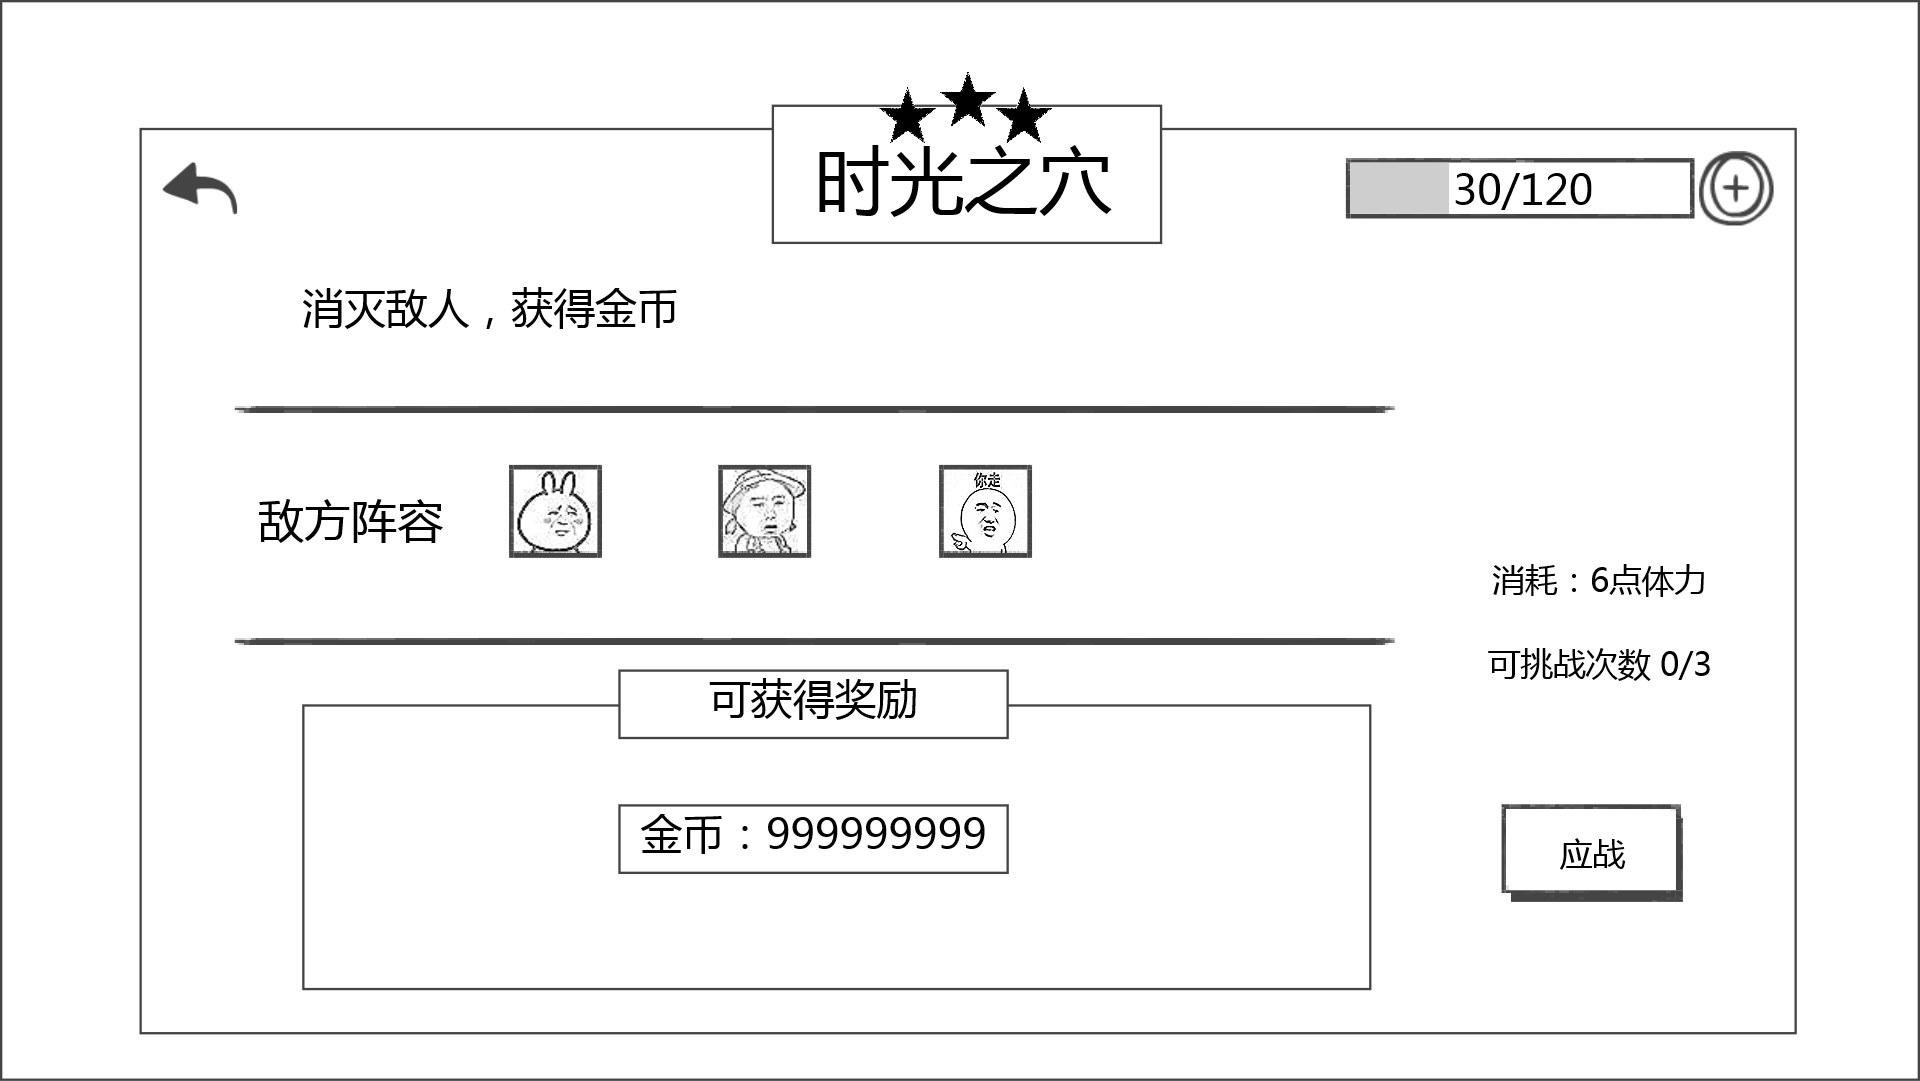 时光之穴
30/120
消灭敌人，获得金币
敌方阵容
你走
消耗：6点体力
可挑战次数 0/3
可获得奖励
金币：999999999
应战